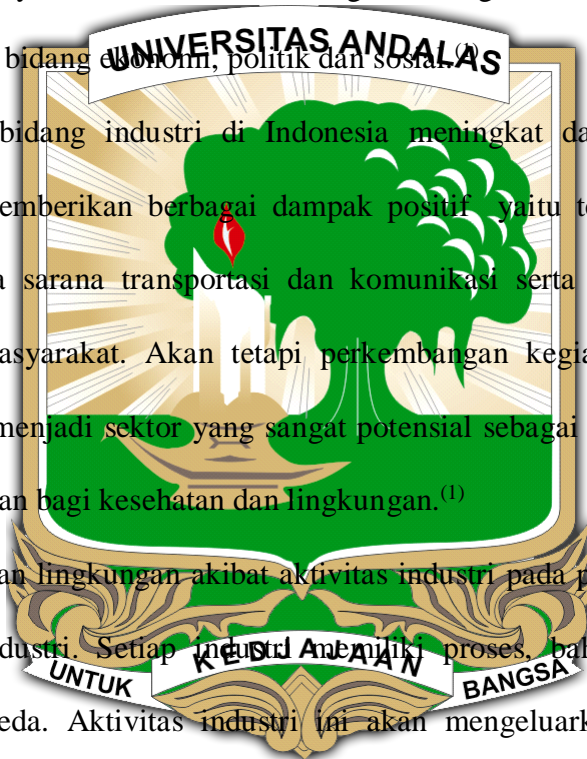 UNIVERSITAS ANDALAS
bidang ekonomi, politik dan sosial.(1)
bidang industri di Indonesia meningkat da
emberikan berbagai dampak positif yaitu te
a sarana transportasi dan komunikasi serta
asyarakat. Akan tetapi perkembangan kegia
menjadi sektor yang sangat potensial sebagai
an bagi kesehatan dan lingkungan.(1)
an lingkungan akibat aktivitas industri pada p
dustri. Setiap industri memiliki proses, bah
UNTUK KEDJAJAAN BANGSA
eda. Aktivitas industri ini akan mengeluark